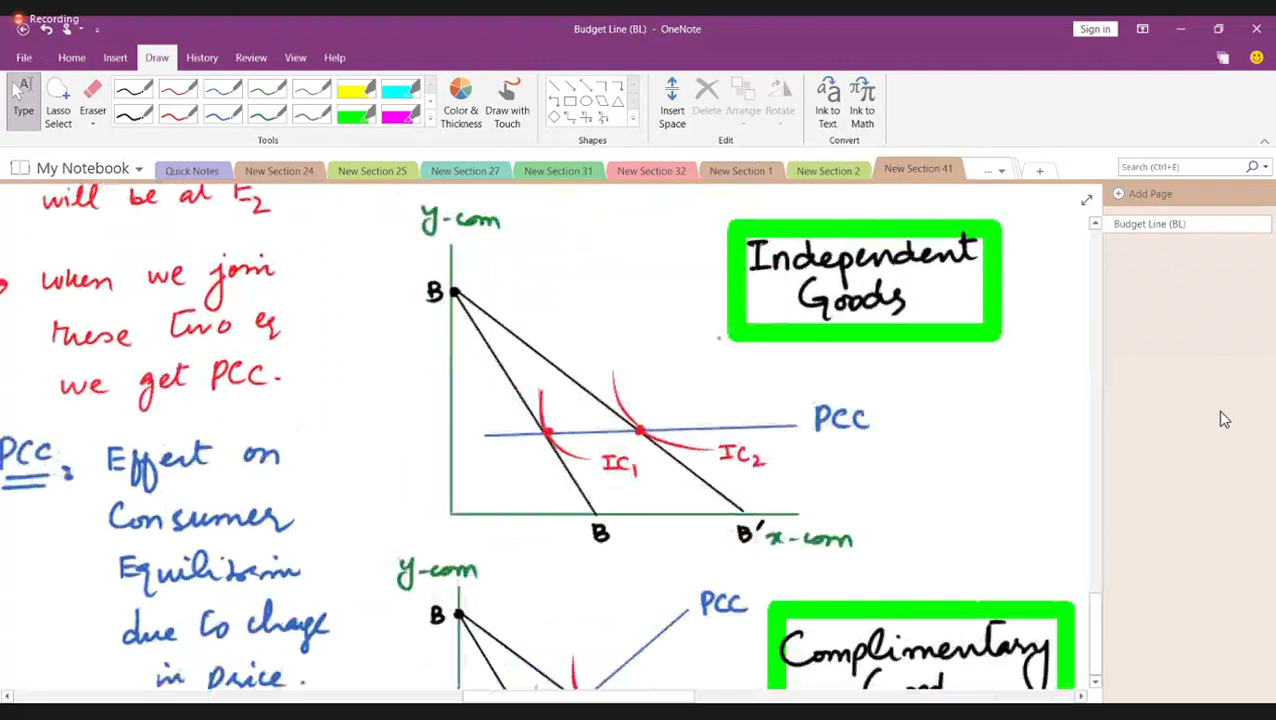 Recording
Budget Line (BL) - OneNote
Sign in
File Home Insert Draw History Review View Help
Type
Lasso Select
Eraser
Color & Thickness
Draw with Touch
Insert Space
Delete
Arrange
Rotate
Ink to Text
Ink to Math
Tools
Shapes
Edit
Convert
My Notebook
Quick Notes
New Section 24
New Section 25
New Section 27
New Section 31
New Section 32
New Section 1
New Section 2
New Section 41
...
Search (Ctrl+E)
Add Page
Budget Line (BL)
will be at E2
when we join
these Two eq
we get PCC.
PCC: Effect on
Consumer
due to
in price.
y-com
B
Independent
Goods
PCC
IC1
IC2
B
B'
x-com
y-com
B
PCC
Complimentary